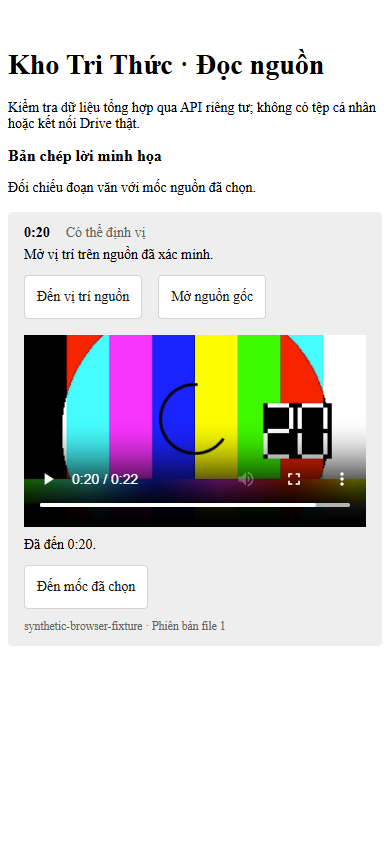 Kho Tri Thức · Đọc nguồn
Kiểm tra dữ liệu tổng hợp qua API riêng tư; không có tệp cá nhân
hoặc kết nối Drive thật.
Bản chép lời minh họa
Đối chiếu đoạn văn với mốc nguồn đã chọn.
0:20 Có thể định vị
Mở vị trí trên nguồn đã xác minh.
Đến vị trí nguồn Mở nguồn gốc
20
0:20 / 0:22
Đã đến 0:20.
Đến mốc đã chọn
synthetic-browser-fixture · Phiên bản file 1